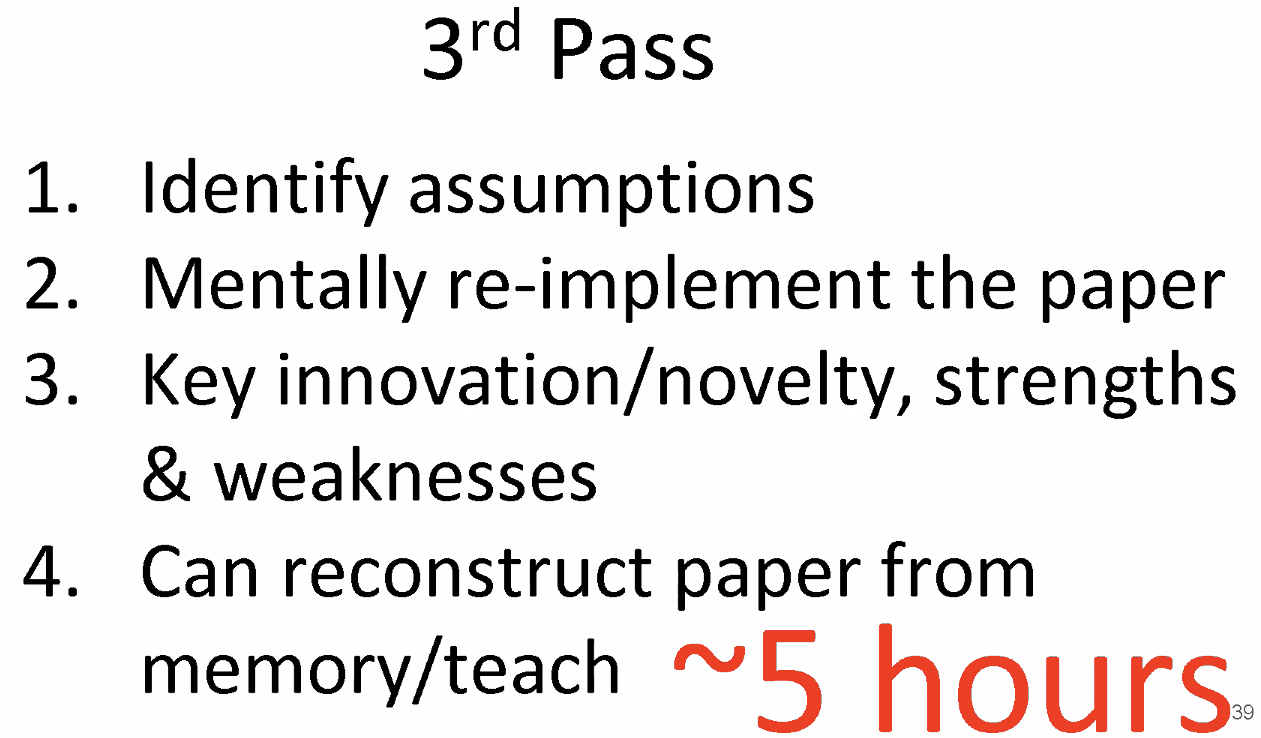 3rd Pass
1. Identify assumptions
2. Mentally re-implement the paper
3. Key innovation/novelty, strengths
& weaknesses
4. Can reconstruct paper from
memory/teach ~5 hours
39